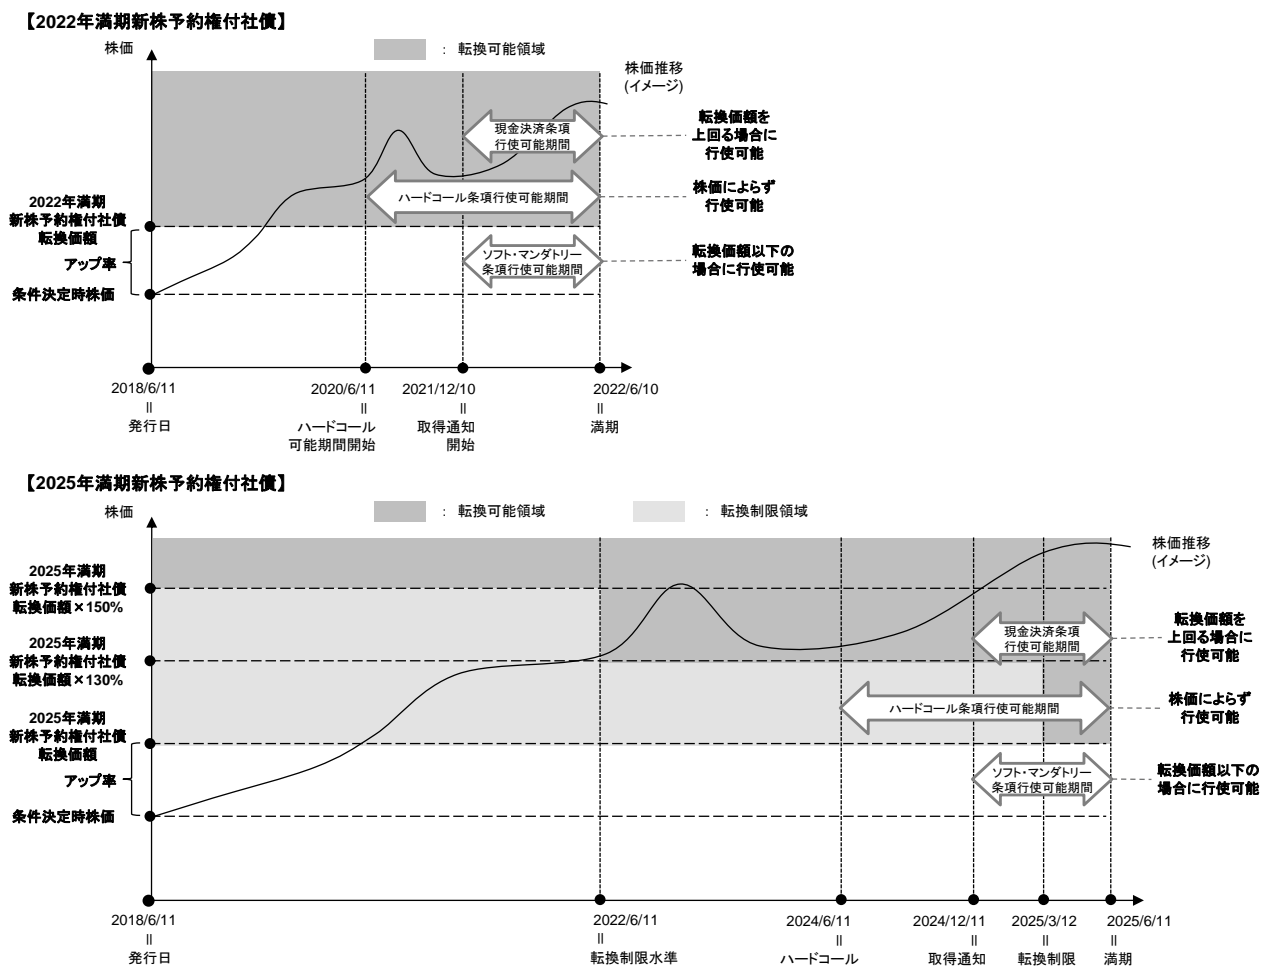 【2022年満期新株予約権付社債】
株価
： 転換可能領域
株価推移
(イメージ)
現金決済条項
行使可能期間
転換価額を
上回る場合に
行使可能
ハードコール条項行使可能期間
株価によらず
行使可能
2022年満期
新株予約権付社債
転換価額
アップ率
ソフト・マンダトリー
条項行使可能期間
転換価額以下の
場合に行使可能
条件決定時株価
2018/6/11
=
発行日
2020/6/11
=
ハードコール
可能期間開始
2021/12/10
=
取得通知
開始
2022/6/10
=
満期
【2025年満期新株予約権付社債】
株価
： 転換可能領域
： 転換制限領域
株価推移
(イメージ)
2025年満期
新株予約権付社債
転換価額×150%
現金決済条項
行使可能期間
転換価額を
上回る場合に
行使可能
2025年満期
新株予約権付社債
転換価額×130%
ハードコール条項行使可能期間
株価によらず
行使可能
2025年満期
新株予約権付社債
転換価額
アップ率
ソフト・マンダトリー
条項行使可能期間
転換価額以下の
場合に行使可能
条件決定時株価
2018/6/11
=
発行日
2022/6/11
=
転換制限水準
2024/6/11
=
ハードコール
2024/12/11
=
取得通知
2025/3/12
=
転換制限
2025/6/11
=
満期